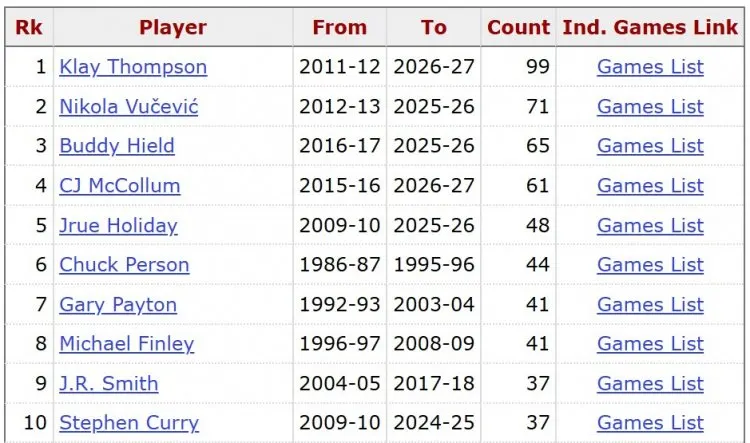 Rk Player From To Count Ind. Games Link
1 Klay Thompson 2011-12 2026-27 99 Games List
2 Nikola Vučević 2012-13 2025-26 71 Games List
3 Buddy Hield 2016-17 2025-26 65 Games List
4 CJ McCollum 2015-16 2026-27 61 Games List
5 Jrue Holiday 2009-10 2025-26 48 Games List
6 Chuck Person 1986-87 1995-96 44 Games List
7 Gary Payton 1992-93 2003-04 41 Games List
8 Michael Finley 1996-97 2008-09 41 Games List
9 J.R. Smith 2004-05 2017-18 37 Games List
10 Stephen Curry 2009-10 2024-25 37 Games List